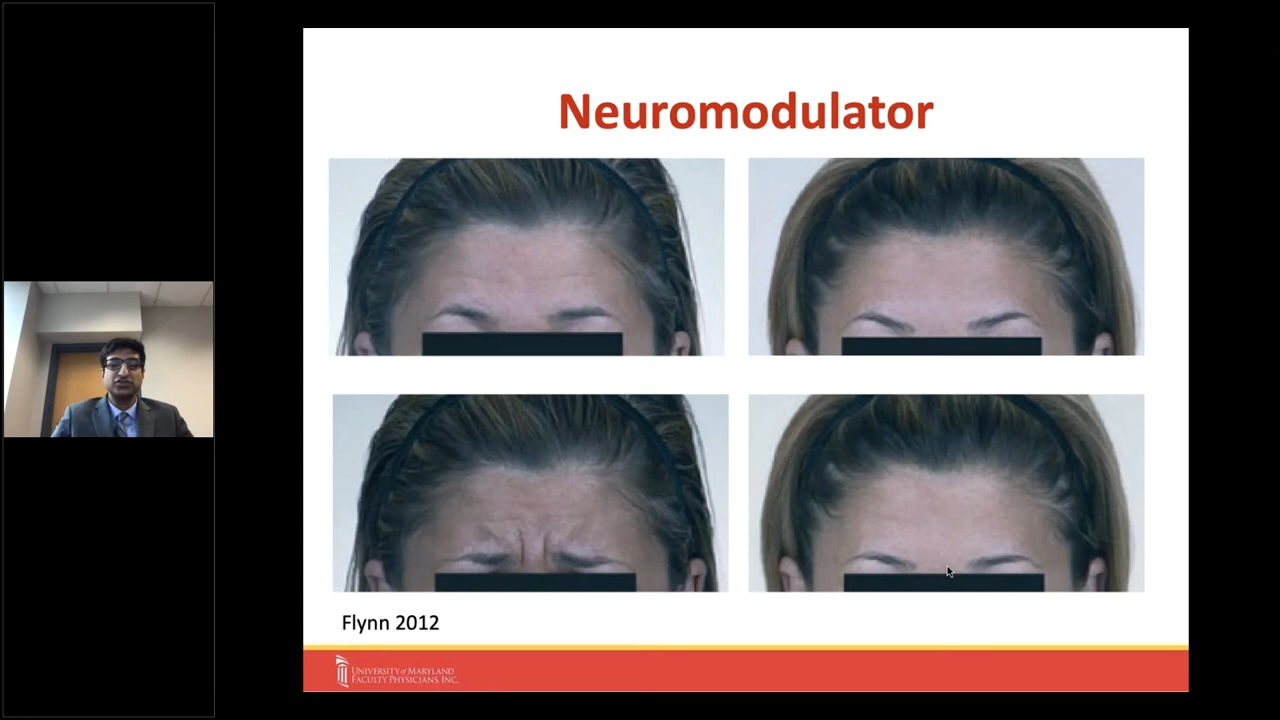 Neuromodulator
Flynn 2012
UNIVERSITY of MARYLAND
FACULTY PHYSICIANS, INC.